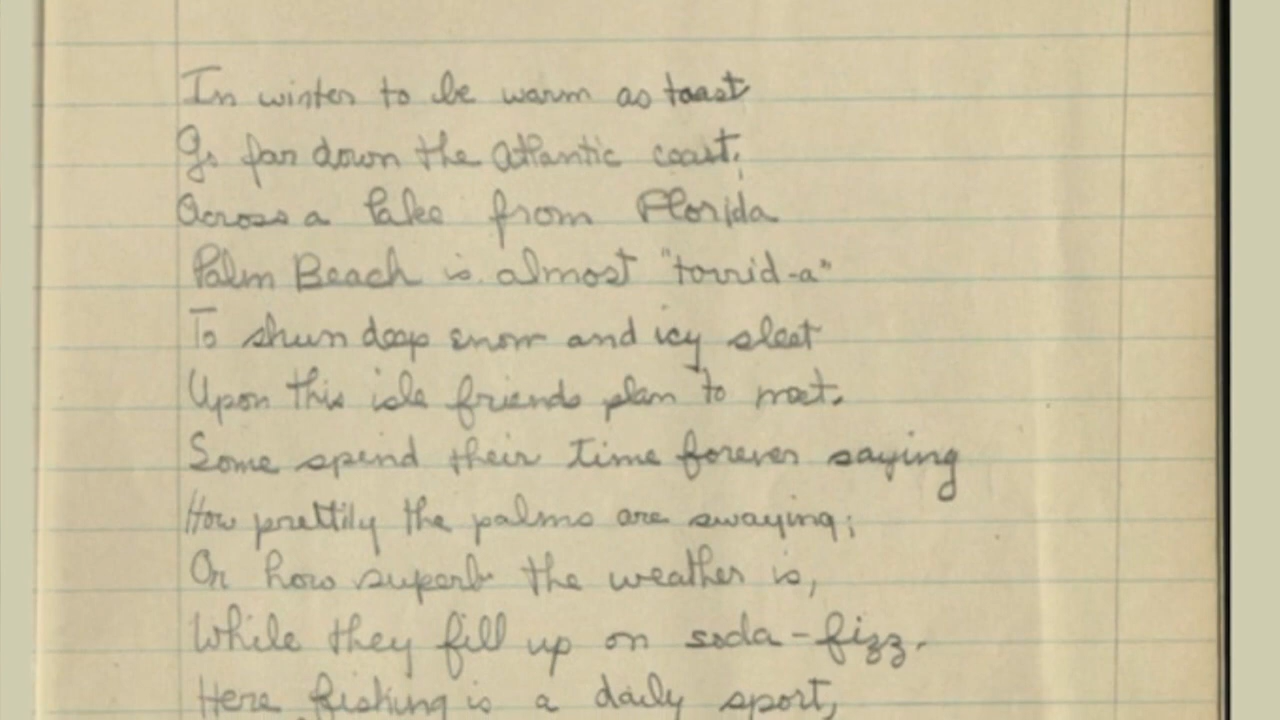 In winter to be warm as toast
Go far down the Atlantic coast.
Across a lake from Florida
Palm Beach is almost "torrid-a"
To shun deep snow and icy sleet
Upon this isle friends plan to meet.
Some spend their time forever saying
How prettily the palms are swaying;
Or how superb the weather is,
While they fill up on soda-fizz.
Here fishing is a daily sport,